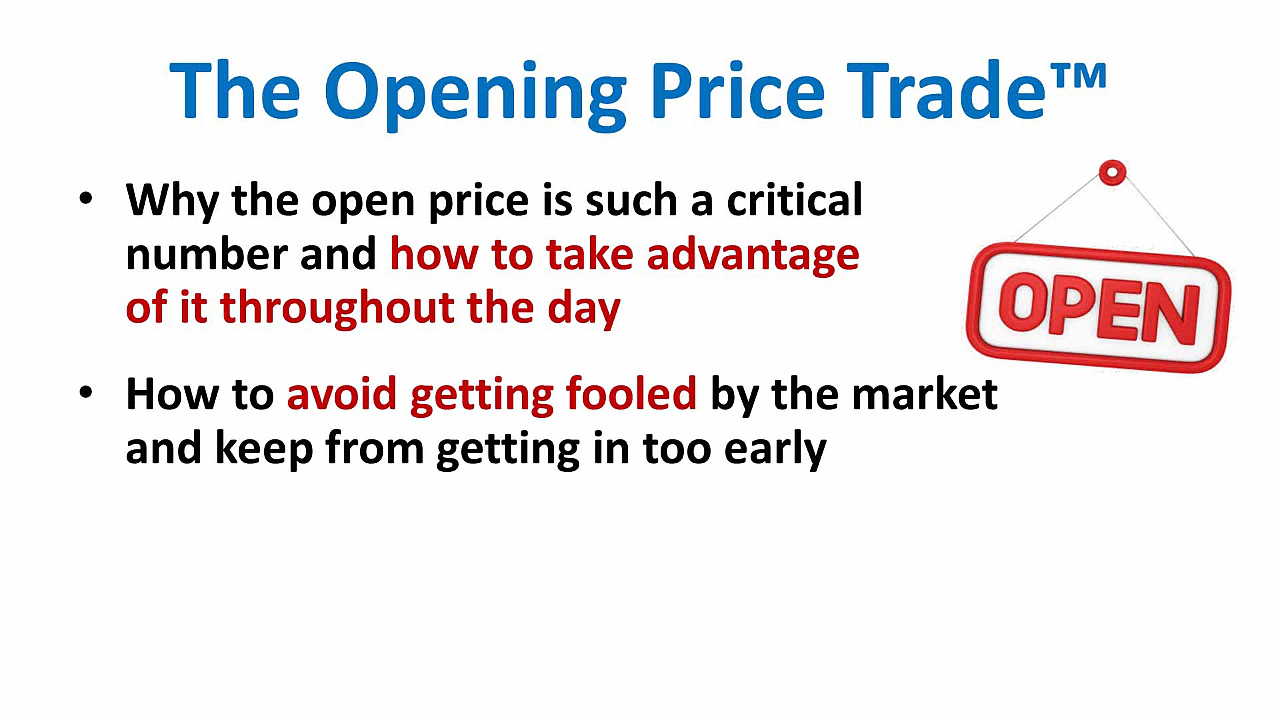 The Opening Price Trade™
• Why the open price is such a critical
number and how to take advantage
of it throughout the day
OPEN
• How to avoid getting fooled by the market
and keep from getting in too early